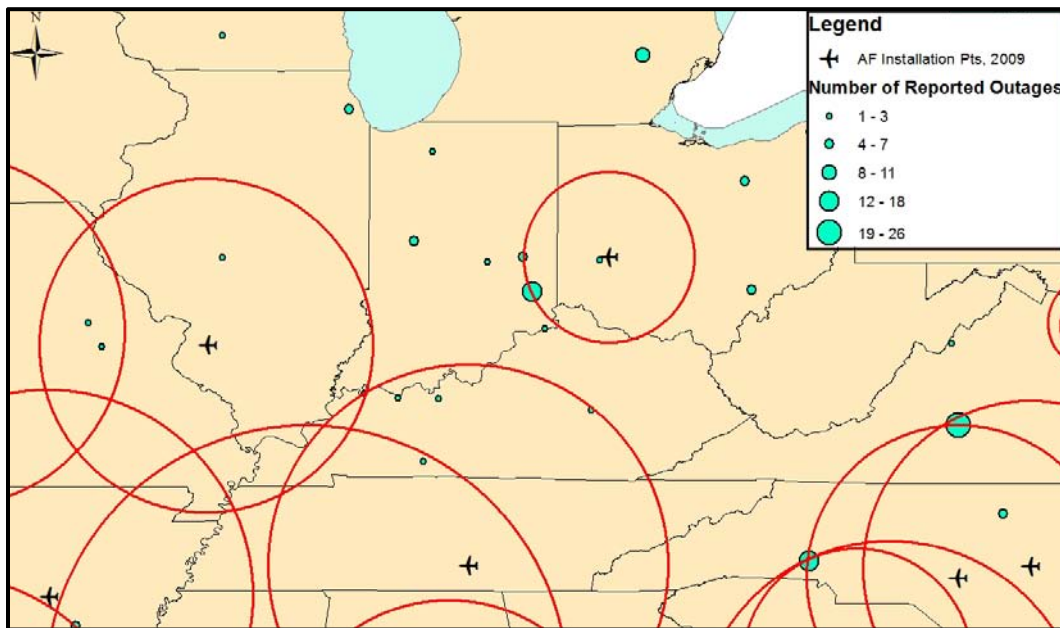 N
Legend
AF Installation Pts, 2009
Number of Reported Outages
1 - 3
4 - 7
8 - 11
12 - 18
19 - 26